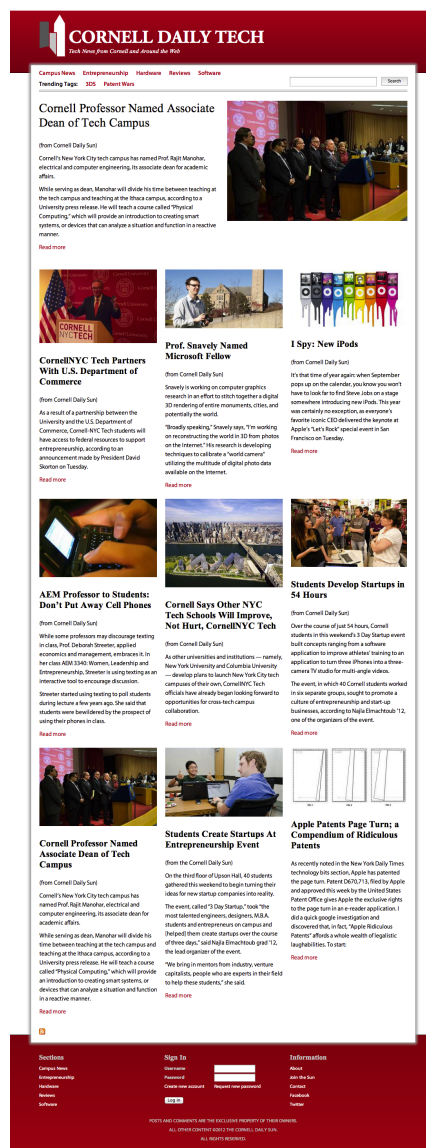 CORNELL DAILY TECH
Tech News from Cornell and Around the Web
Campus News Entrepreneurship Hardware Reviews Software
Trending Tags: 3DS Patent Wars
Search
Cornell Professor Named Associate
Dean of Tech Campus
(from Cornell Daily Sun)
Cornell's New York City tech campus has named Prof. Rajit Manohar,
electrical and computer engineering, its associate dean for academic
affairs.
While serving as dean, Manohar will divide his time between teaching at
the tech campus and teaching at the Ithaca campus, according to a
University press release. He will teach a course called "Physical
Computing," which will provide an introduction to creating smart
systems, or devices that can analyze a situation and function in a reactive
manner.
Read more
CORNELL
NYCTECH
CornellNYC Tech Partners
With U.S. Department of
Commerce
(from Cornell Daily Sun)
As a result of a partnership between the
University and the U.S. Department of
Commerce, Cornell-NYC Tech students will
have access to federal resources to support
entrepreneurship, according to an
announcement made by President David
Skorton on Tuesday.
Read more
Prof. Snavely Named
Microsoft Fellow
(from Cornell Daily Sun)
Snavely is working on computer graphics
research in an effort to stitch together a digital
3D rendering of entire monuments, cities, and
potentially the world.
"Broadly speaking," Snavely says, "I'm working
on reconstructing the world in 3D from photos
on the Internet." His research is developing
techniques to calibrate a "world camera"
utilizing the multitude of digital photo data
available on the internet.
Read more
I Spy: New iPods
(from Cornell Daily Sun)
It's that time of year again: when September
pops up on the calendar, you know you won't
have to look far to find Steve Jobs on a stage
somewhere introducing new iPods. This year
was certainly no exception, as everyone's
favorite iconic CEO delivered the keynote at
Apple's "Let's Rock" special event in San
Francisco on Tuesday.
Read more
AEM Professor to Students:
Don't Put Away Cell Phones
(from Cornell Daily Sun)
While some professors may discourage texting
in class, Prof. Deborah Streeter, applied
economics and management, embraces it. In
her class AEM 3340: Women, Leadership and
Entrepreneurship, Streeter is using texting as an
interactive tool to encourage discussion.
Streeter started using texting to poll students
during lecture a few years ago. She said that
students were bewildered by the prospect of
using their phones in class.
Read more
Cornell Says Other NYC
Tech Schools Will Improve,
Not Hurt, CornellNYC Tech
(from Cornell Daily Sun)
As other universities and institutions — namely,
New York University and Columbia University
— develop plans to launch New York City tech
campuses of their own, CornellNYC Tech
officials have already begun looking forward to
opportunities for cross-tech campus
collaboration.
Read more
Students Develop Startups in
54 Hours
(from Cornell Daily Sun)
Over the course of just 54 hours, Cornell
students in this weekend's 3 Day Startup event
built concepts ranging from a software
application to improve athletes' training to an
application to turn three iPhones into a three-
camera TV studio for multi-angle videos.
The event, in which 40 Cornell students worked
in six separate groups, sought to promote a
culture of entrepreneurship and start-up
businesses, according to Najla Elmachtoub '12,
one of the organizers of the event.
Read more
Cornell Professor Named
Associate Dean of Tech
Campus
(from Cornell Daily Sun)
Cornell's New York City tech campus has
named Prof. Rajit Manohar, electrical and
computer engineering, its associate dean for
academic affairs.
While serving as dean, Manohar will divide his
time between teaching at the tech campus and
teaching at the Ithaca campus, according to a
University press release. He will teach a course
called "Physical Computing," which will provide
an introduction to creating smart systems, or
devices that can analyze a situation and function
in a reactive manner.
Read more
Students Create Startups At
Entrepreneurship Event
(from the Cornell Daily Sun)
On the third floor of Upson Hall, 40 students
gathered this weekend to begin turning their
ideas for new startup companies into reality.
The event, called "3 Day Startup," took "the
most talented engineers, designers, M.B.A.
students and entrepreneurs on campus and
[helped] them create startups over the course
of three days," said Najla Elmachtoub grad '12,
the lead organizer of the event.
"We bring in mentors from industry, venture
capitalists, people who are experts in their field
to help these students," she said.
Read more
Apple Patents Page Turn; a
Compendium of Ridiculous
Patents
As recently noted in the New York Daily Times
technology bits section, Apple has patented
the page turn. Patent D670,713, filed by Apple
and approved this week by the United States
Patent Office gives Apple the exclusive rights
to the page turn in an e-reader application. I
did a quick google investigation and
discovered that, in fact, "Apple Ridiculous
Patents" affords a whole wealth of legalistic
laughabilities. To start:
Read more
Sections
Campus News
Entrepreneurship
Hardware
Reviews
Software
Sign In
Username
Password
Create new account Request new password
Log in
Information
About
Join the Sun
Contact
Facebook
Twitter
POSTS AND COMMENTS ARE THE EXCLUSIVE PROPERTY OF THEIR OWNERS.
ALL OTHER CONTENT ©2012 THE CORNELL DAILY SUN.
ALL RIGHTS RESERVED.